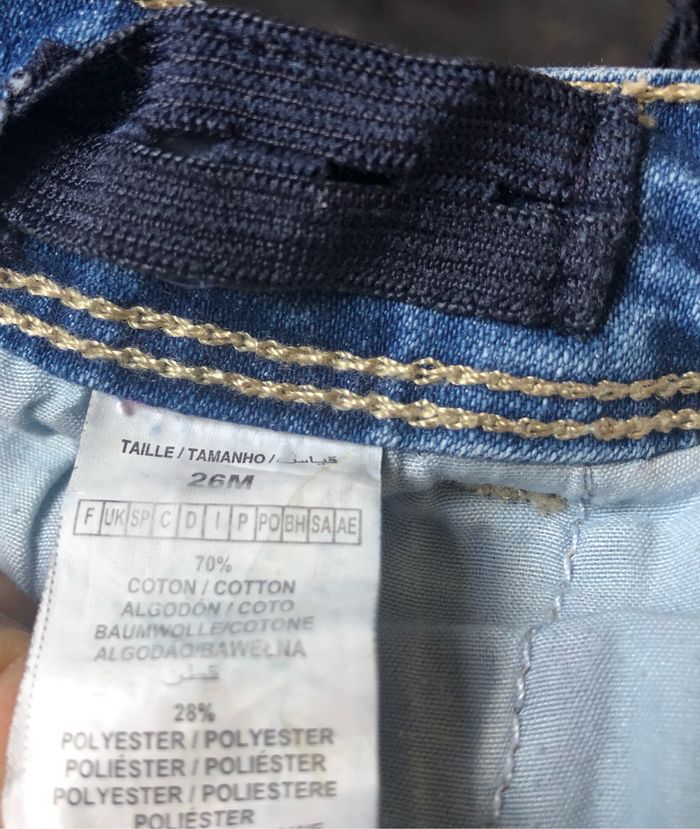 TAILLE / TAMANHO / قياس
26M
F UK SP C D I P PO BH SA AE
70%
COTON / COTTON
ALGODÓN / COTO
BAUMWOLLE/COTONE
ALGODÃO/BAWEŁNA
قطن
28%
POLYESTER / POLYESTER
POLIÉSTER / POLIÉSTER
POLYESTER / POLIESTERE
POLIÉSTER